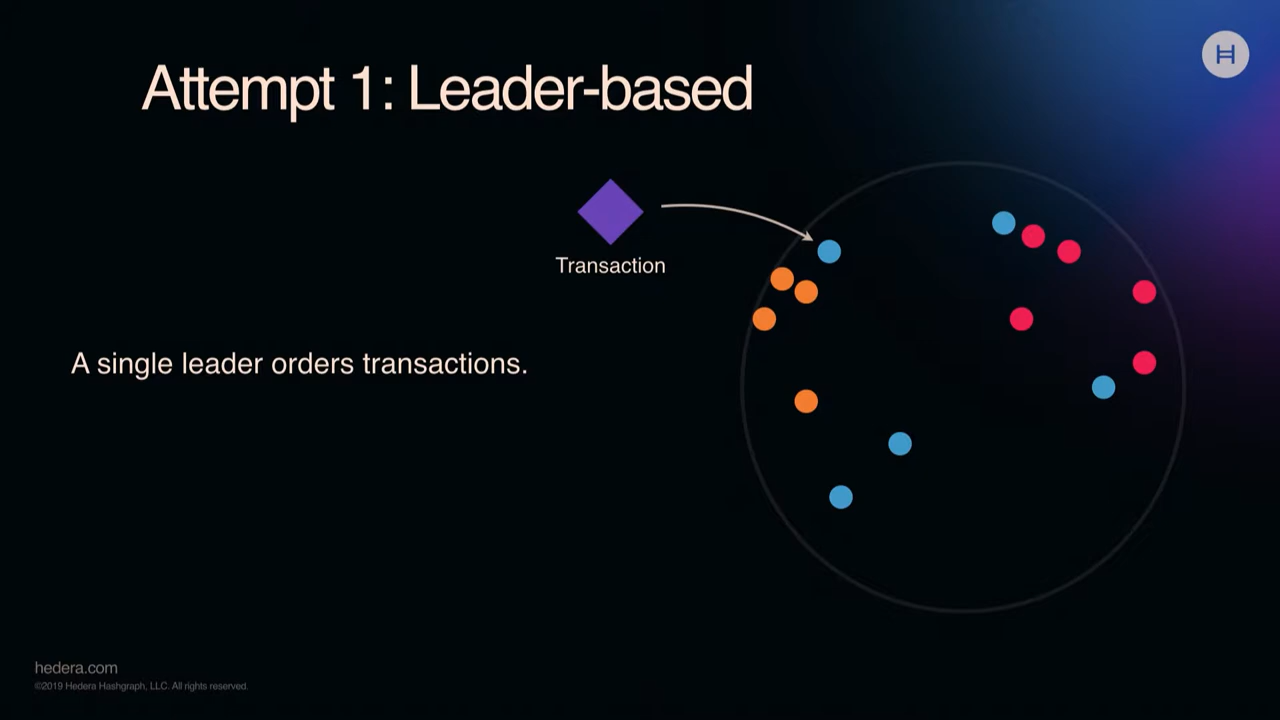 Attempt 1: Leader-based
Transaction
A single leader orders transactions.
hedera.com
©2019 Hedera Hashgraph, LLC. All rights reserved.